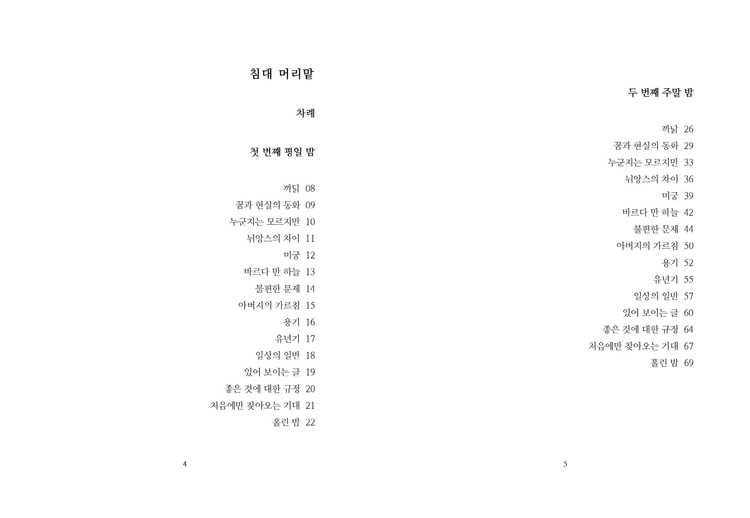 침대 머리맡
차례
첫 번째 평일 밤
까닭 08
꿈과 현실의 동화 09
누군지는 모르지만 10
뉘앙스의 차이 11
미궁 12
바르다 만 하늘 13
불편한 문제 14
아버지의 가르침 15
용기 16
유년기 17
일상의 일반 18
있어 보이는 글 19
좋은 것에 대한 규정 20
처음에만 찾아오는 기대 21
홀린 밤 22
4
두 번째 주말 밤
까닭 26
꿈과 현실의 동화 29
누군지는 모르지만 33
뉘앙스의 차이 36
미궁 39
바르다 만 하늘 42
불편한 문제 44
아버지의 가르침 50
용기 52
유년기 55
일상의 일반 57
있어 보이는 글 60
좋은 것에 대한 규정 64
처음에만 찾아오는 기대 67
홀린 밤 69
5